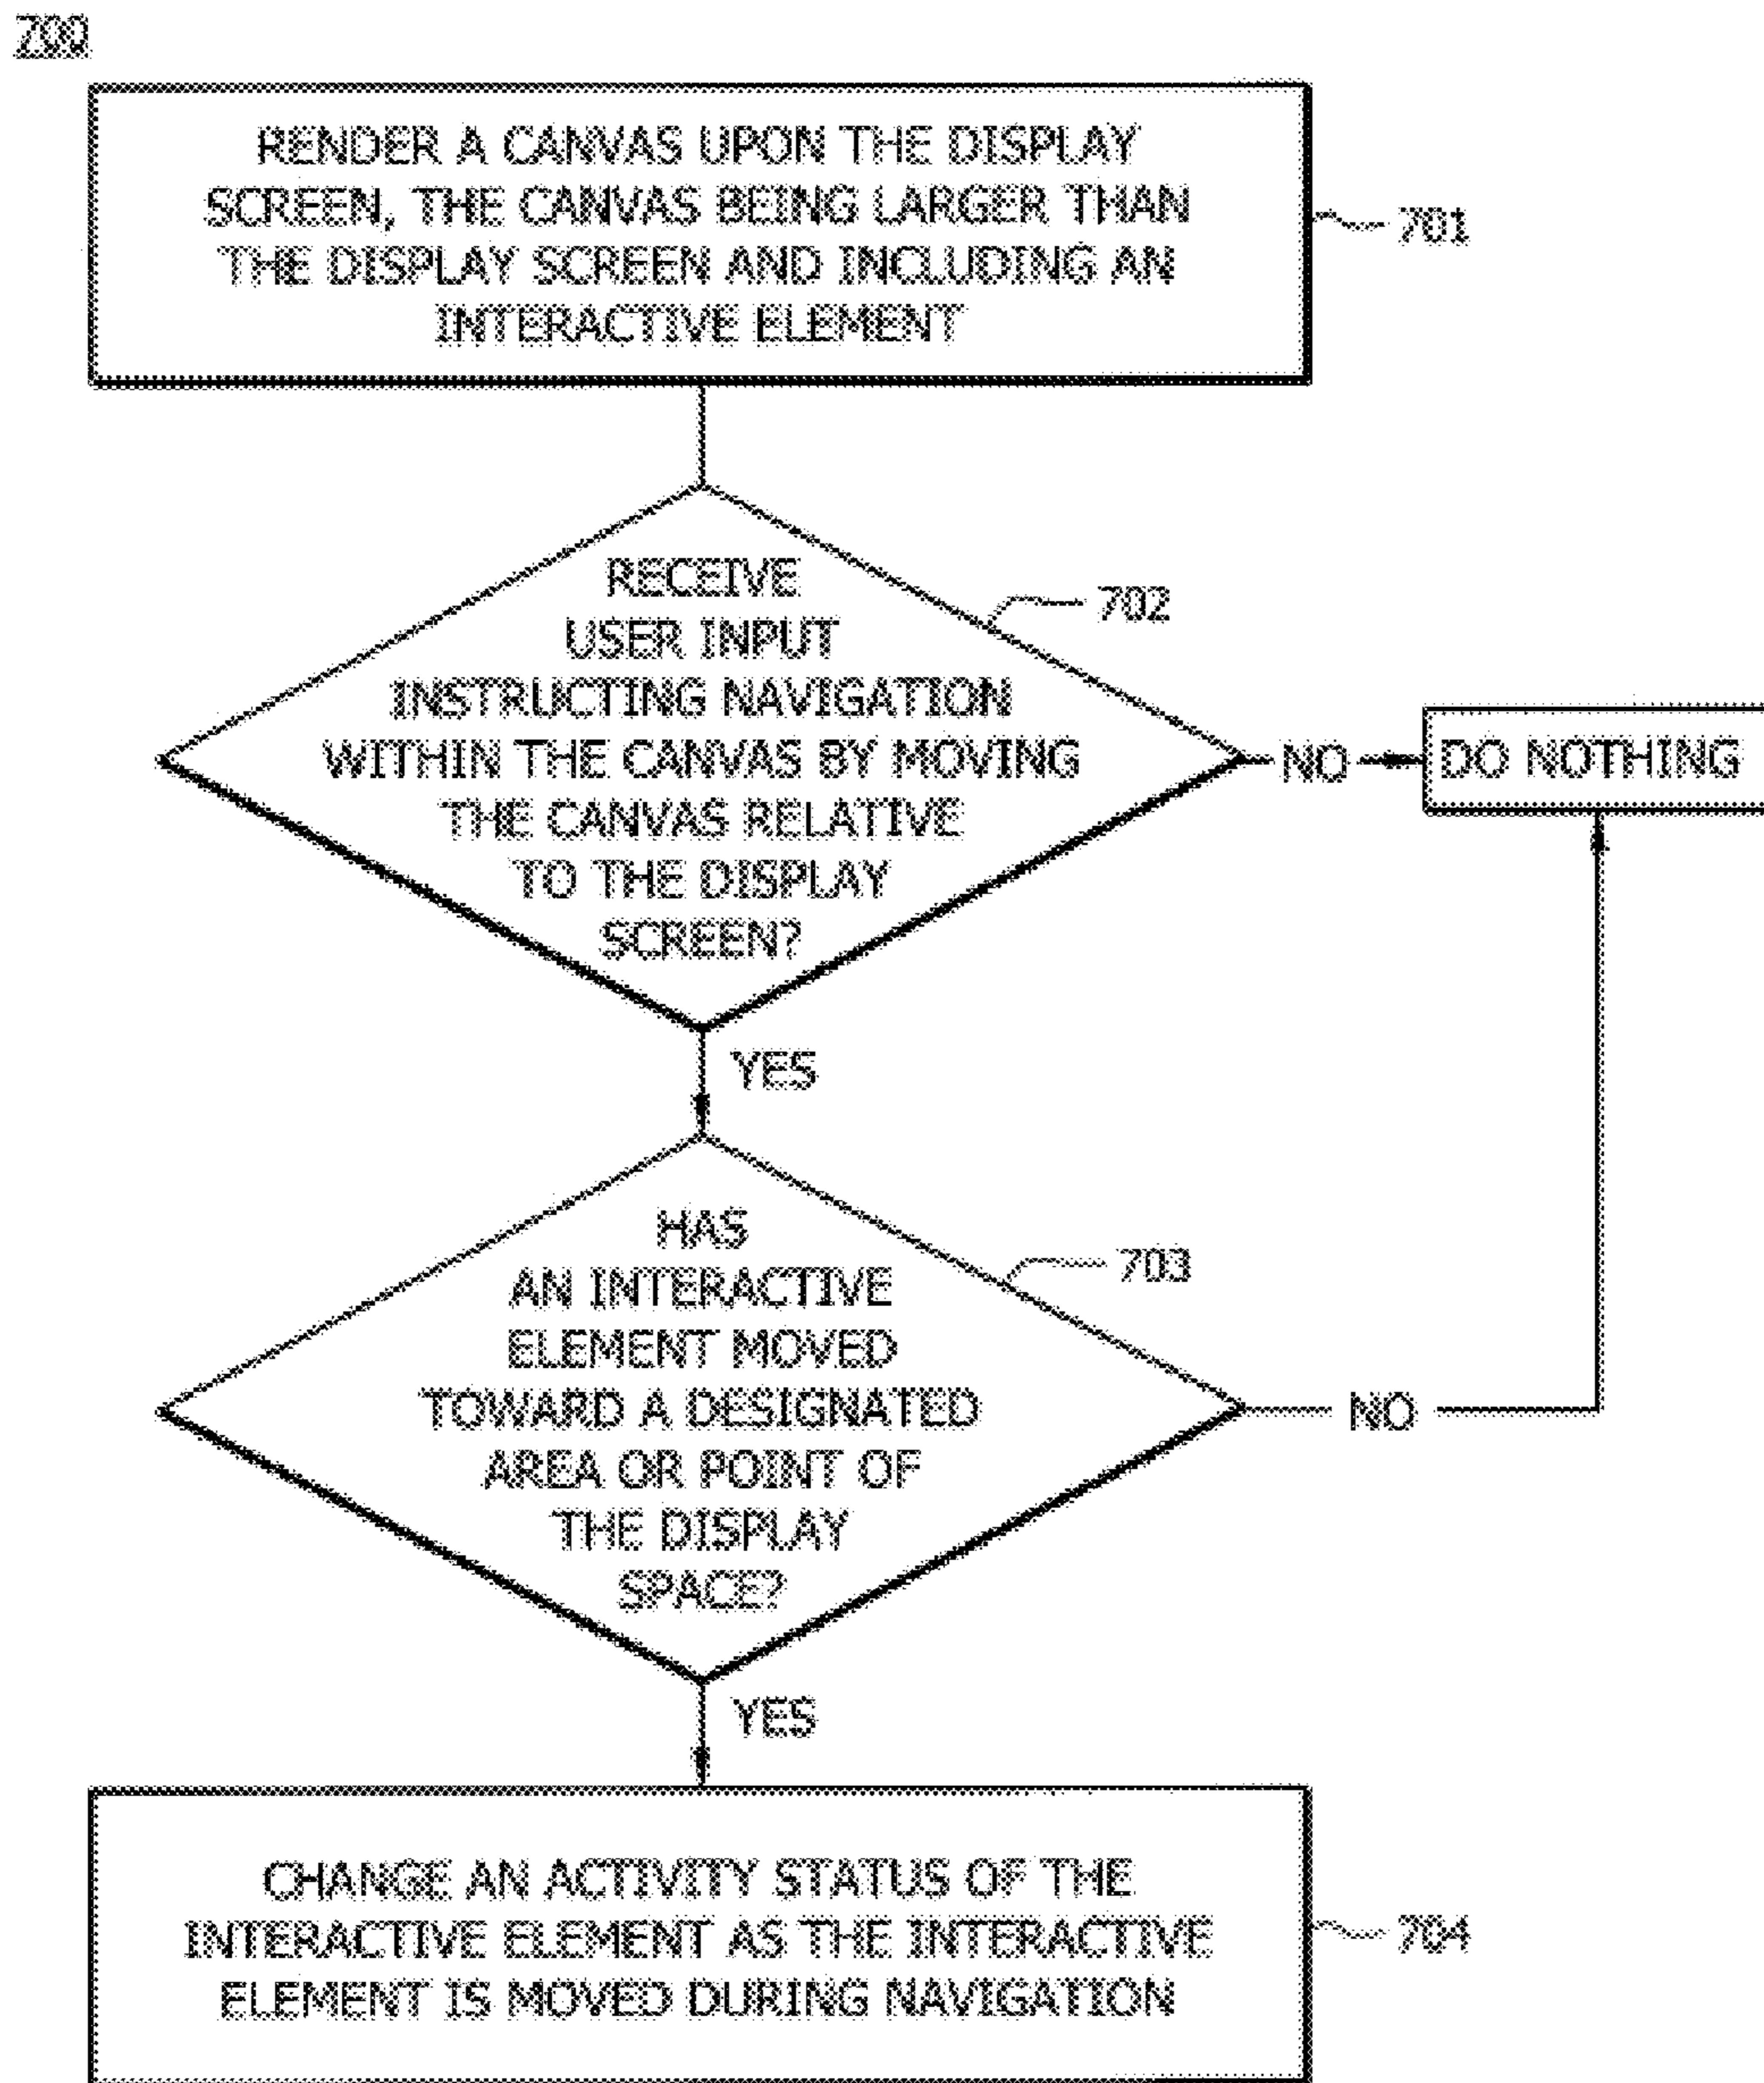 700
RENDER A CANVAS UPON THE DISPLAY
SCREEN, THE CANVAS BEING LARGER THAN
THE DISPLAY SCREEN AND INCLUDING AN
INTERACTIVE ELEMENT
701
RECEIVE
USER INPUT
INSTRUCTING NAVIGATION
WITHIN THE CANVAS BY MOVING
THE CANVAS RELATIVE
TO THE DISPLAY
SCREEN?
702
NO
DO NOTHING
YES
HAS
AN INTERACTIVE
ELEMENT MOVED
TOWARD A DESIGNATED
AREA OR POINT OF
THE DISPLAY
SPACE?
703
NO
YES
CHANGE AN ACTIVITY STATUS OF THE
INTERACTIVE ELEMENT AS THE INTERACTIVE
ELEMENT IS MOVED DURING NAVIGATION
704